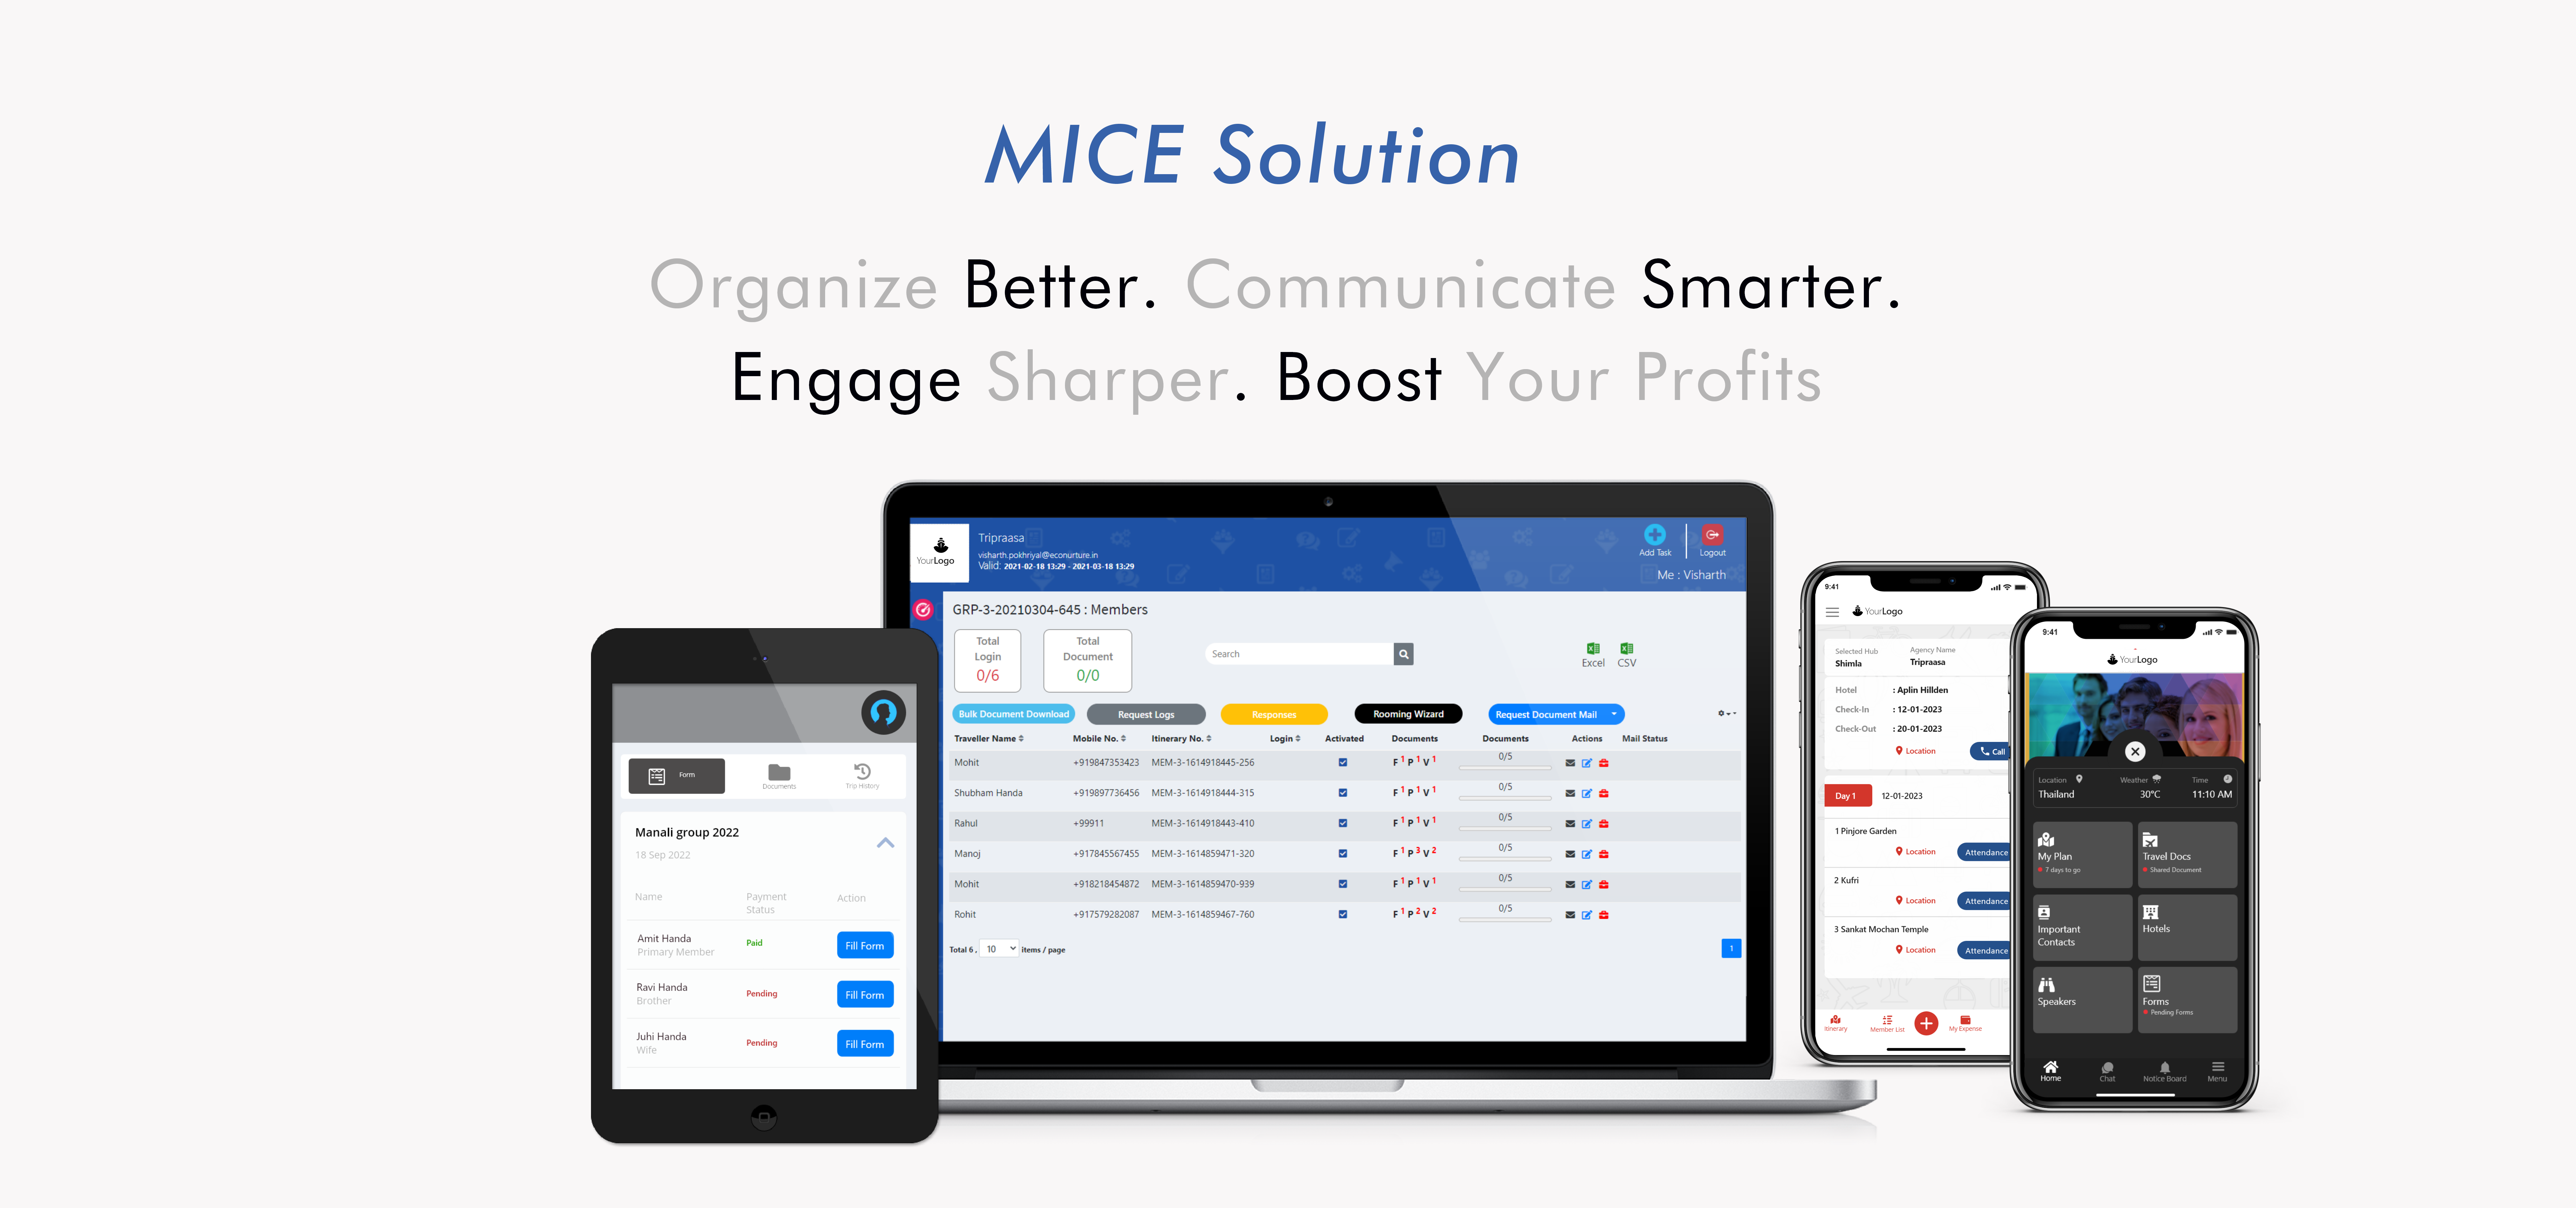 MICE Solution
Organize Better. Communicate Smarter.
Engage Sharper. Boost Your Profits
YourLogo
Tripraasa
visharth.pokhriyal@econurture.in
Valid: 2021-02-18 13:29 - 2021-03-18 13:29
Add Task
Logout
Me : Visharth
GRP-3-20210304-645 : Members
Total Login 0/6
Total Document 0/0
Search
Excel CSV
Bulk Document Download Request Logs Responses Rooming Wizard Request Document Mail
Traveller Name Mobile No. Itinerary No. Login Activated Documents Documents Actions Mail Status
Mohit +919847353423 MEM-3-1614918445-256 F 1 P 1 V 1 0/5
Shubham Handa +919897736456 MEM-3-1614918444-315 F 1 P 1 V 1 0/5
Rahul +99911 MEM-3-1614918443-410 F 1 P 1 V 1 0/5
Manoj +917845567455 MEM-3-1614859471-320 F 1 P 3 V 2 0/5
Mohit +918218454872 MEM-3-1614859470-939 F 1 P 1 V 1 0/5
Rohit +917579282087 MEM-3-1614859467-760 F 1 P 2 V 2 0/5
Total 6 , 10 items / page 1
Form Documents Trip History
Manali group 2022
18 Sep 2022
Name Payment Status Action
Amit Handa Paid Fill Form
Primary Member
Ravi Handa Pending Fill Form
Brother
Juhi Handa Pending Fill Form
Wife
9:41
YourLogo
Selected Hub Agency Name
Shimla Tripraasa
Hotel : Aplin Hillden
Check-In : 12-01-2023
Check-Out : 20-01-2023
Location Call
Day 1 12-01-2023
1 Pinjore Garden
Location Attendance
2 Kufri
Location Attendance
3 Sankat Mochan Temple
Location Attendance
Itinerary Member List My Expense
9:41
YourLogo
Location Weather Time
Thailand 30°C 11:10 AM
My Plan Travel Docs
7 days to go Shared Document
Important Contacts Hotels
Speakers Forms
Pending Forms
Home Chat Notice Board Menu